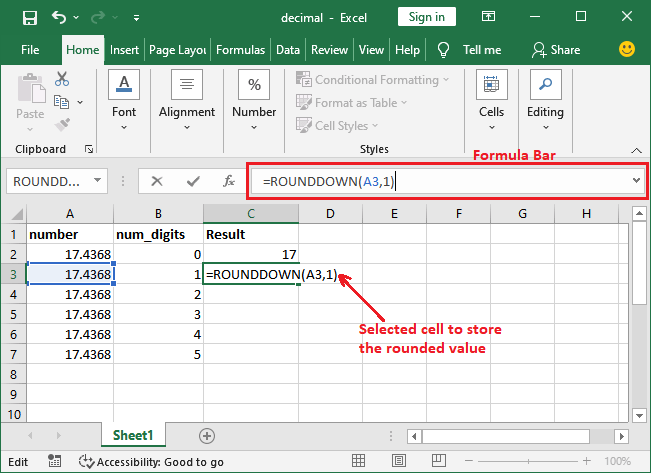 decimal - Excel
Sign in
File Home Insert Page Layou Formulas Data Review View Help Tell me Share
Paste
Clipboard
Font
Alignment
%
Number
Conditional Formatting
Format as Table
Cell Styles
Styles
Cells
Editing
Formula Bar
ROUNDD... fx =ROUNDDOWN(A3,1)
A B C D E F G H
1 number num_digits Result
2 17.4368 0 17
3 17.4368 1 =ROUNDDOWN(A3,1)
4 17.4368 2
5 17.4368 3
6 17.4368 4
7 17.4368 5
8
9
10
Selected cell to store
the rounded value
Sheet1
Edit Accessibility: Good to go 100%